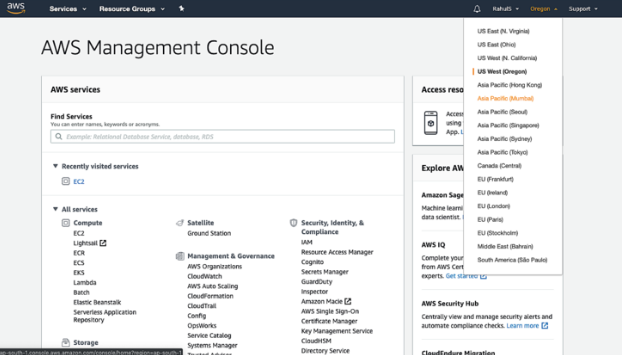 aws
Services
Resource Groups
RahulS
Oregon
Support
US East (N. Virginia)
US East (Ohio)
US West (N. California)
US West (Oregon)
Asia Pacific (Hong Kong)
Asia Pacific (Mumbai)
Asia Pacific (Seoul)
Asia Pacific (Singapore)
Asia Pacific (Sydney)
Asia Pacific (Tokyo)
Canada (Central)
EU (Frankfurt)
EU (Ireland)
EU (London)
EU (Paris)
EU (Stockholm)
Middle East (Bahrain)
South America (São Paulo)
AWS Management Console
AWS services
Find Services
You can enter names, keywords or acronyms.
Example: Relational Database Service, database, RDS
Recently visited services
EC2
All services
Compute
EC2
Lightsail
ECR
ECS
EKS
Lambda
Batch
Elastic Beanstalk
Serverless Application
Repository
Storage
Satellite
Ground Station
Management & Governance
AWS Organizations
CloudWatch
AWS Auto Scaling
CloudFormation
CloudTrail
Config
OpsWorks
Service Catalog
Systems Manager
Trusted Advisor
Security, Identity, &
Compliance
IAM
Resource Access Manager
Cognito
Secrets Manager
GuardDuty
Inspector
Amazon Macie
AWS Single Sign-On
Certificate Manager
Key Management Service
CloudHSM
Directory Service
Access reso
Access
using
App.
Explore AW
Amazon Sage
Machine learni
data scientist.
AWS IQ
Complete your
from AWS Cert
experts. Get started
AWS Security Hub
Centrally view and manage security alerts and
automate compliance checks. Learn more
CloudEndure Migration
ap-south-1.console.aws.amazon.com/console/home?region=ap-south-1